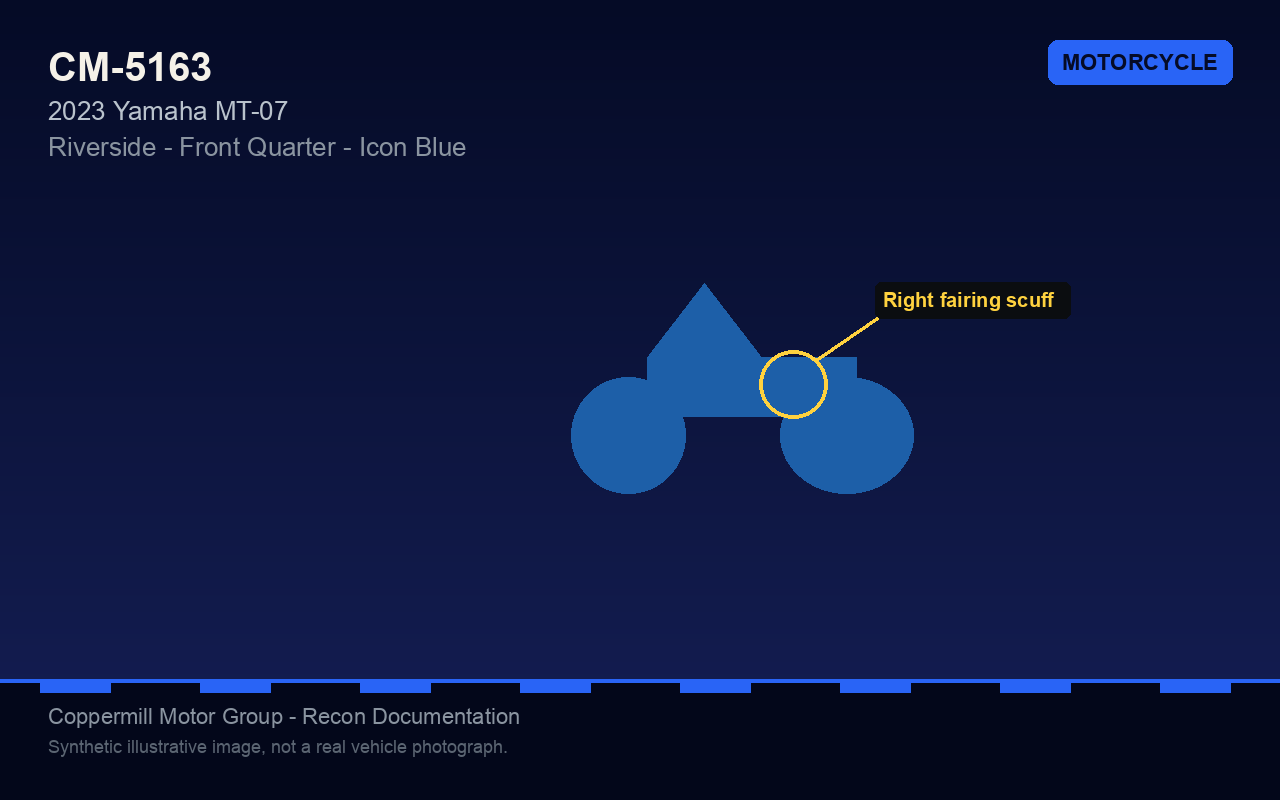 CM-5163
MOTORCYCLE
2023 Yamaha MT-07
Riverside - Front Quarter - Icon Blue
Right fairing scuff
Coppermill Motor Group - Recon Documentation
Synthetic illustrative image, not a real vehicle photograph.